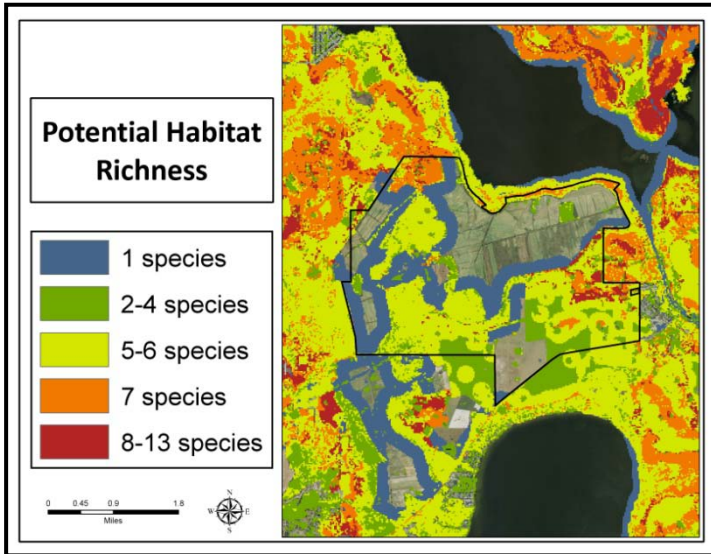 Potential Habitat
Richness
1 species
2-4 species
5-6 species
7 species
8-13 species
0 0.45 0.9 1.8
Miles
N
W E
S